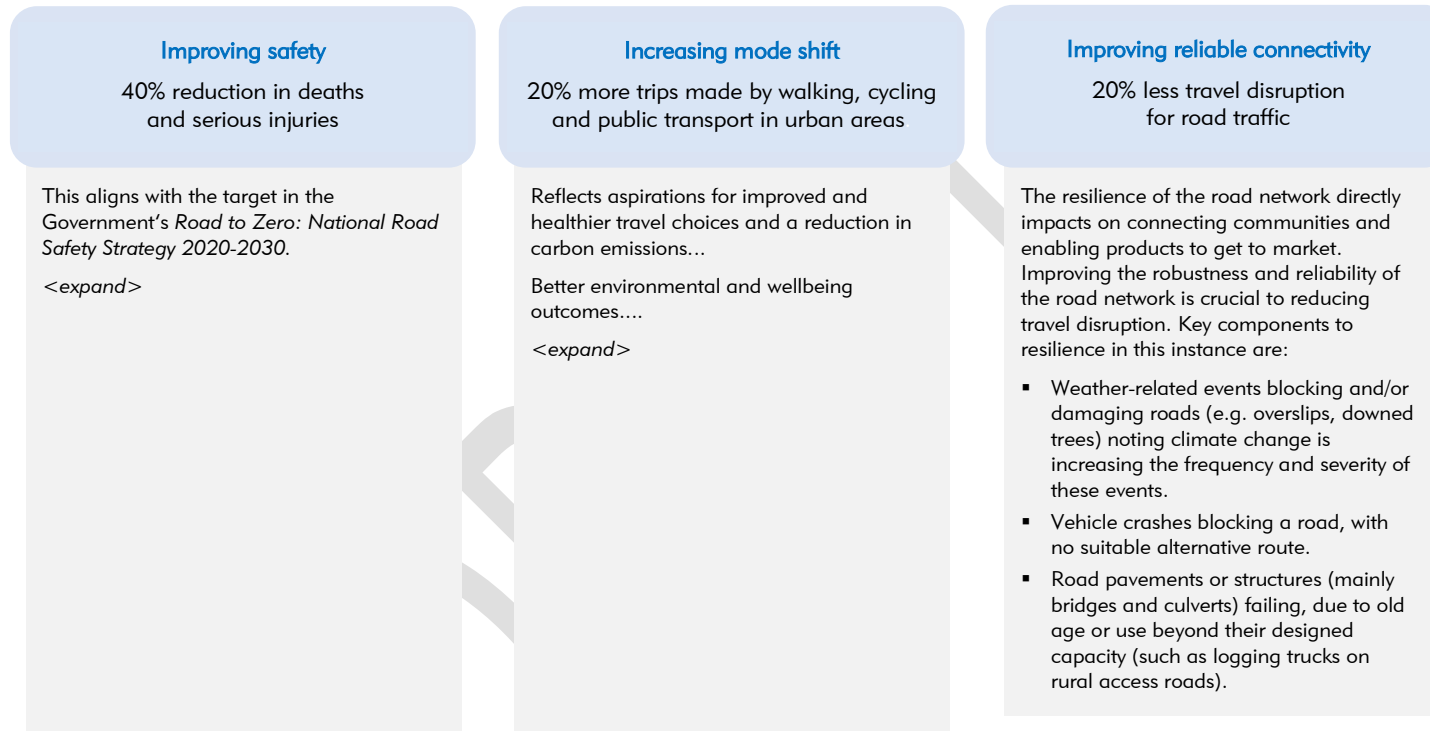 Improving safety
40% reduction in deaths
and serious injuries
This aligns with the target in the
Government’s Road to Zero: National Road
Safety Strategy 2020-2030.
<expand>
Increasing mode shift
20% more trips made by walking, cycling
and public transport in urban areas
Reflects aspirations for improved and
healthier travel choices and a reduction in
carbon emissions...
Better environmental and wellbeing
outcomes....
<expand>
Improving reliable connectivity
20% less travel disruption
for road traffic
The resilience of the road network directly
impacts on connecting communities and
enabling products to get to market.
Improving the robustness and reliability of
the road network is crucial to reducing
travel disruption. Key components to
resilience in this instance are:
▪ Weather-related events blocking and/or
damaging roads (e.g. overslips, downed
trees) noting climate change is
increasing the frequency and severity of
these events.
▪ Vehicle crashes blocking a road, with
no suitable alternative route.
▪ Road pavements or structures (mainly
bridges and culverts) failing, due to old
age or use beyond their designed
capacity (such as logging trucks on
rural access roads).